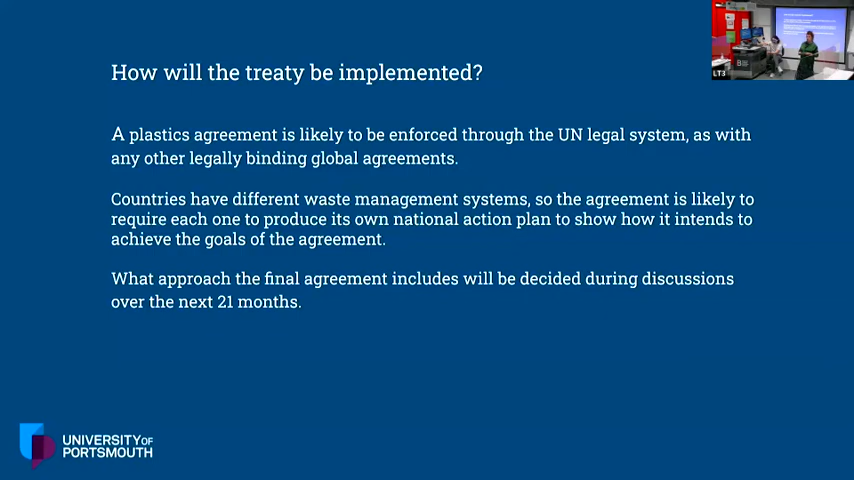 How will the treaty be implemented?
A plastics agreement is likely to be enforced through the UN legal system, as with
any other legally binding global agreements.
Countries have different waste management systems, so the agreement is likely to
require each one to produce its own national action plan to show how it intends to
achieve the goals of the agreement.
What approach the final agreement includes will be decided during discussions
over the next 21 months.
UNIVERSITY OF
PORTSMOUTH
LT3